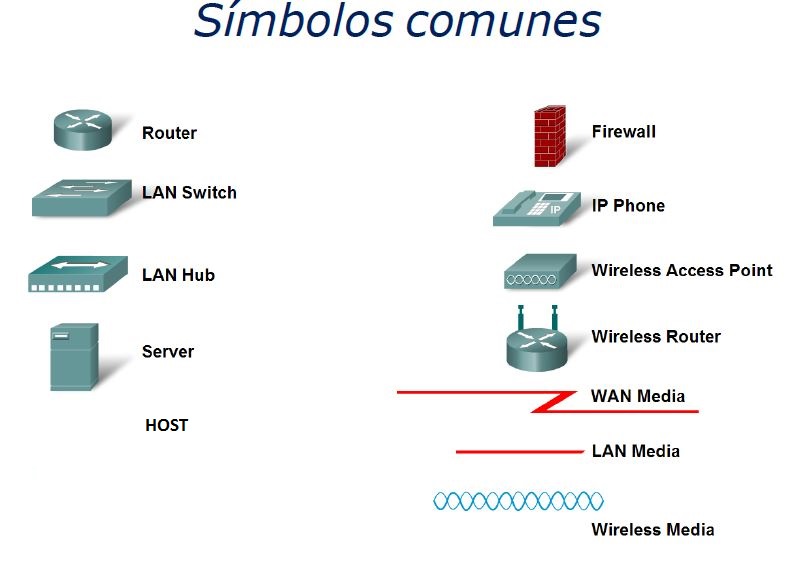 Símbolos comunes
Router
LAN Switch
LAN Hub
Server
HOST
Firewall
IP
IP Phone
Wireless Access Point
Wireless Router
WAN Media
LAN Media
Wireless Media